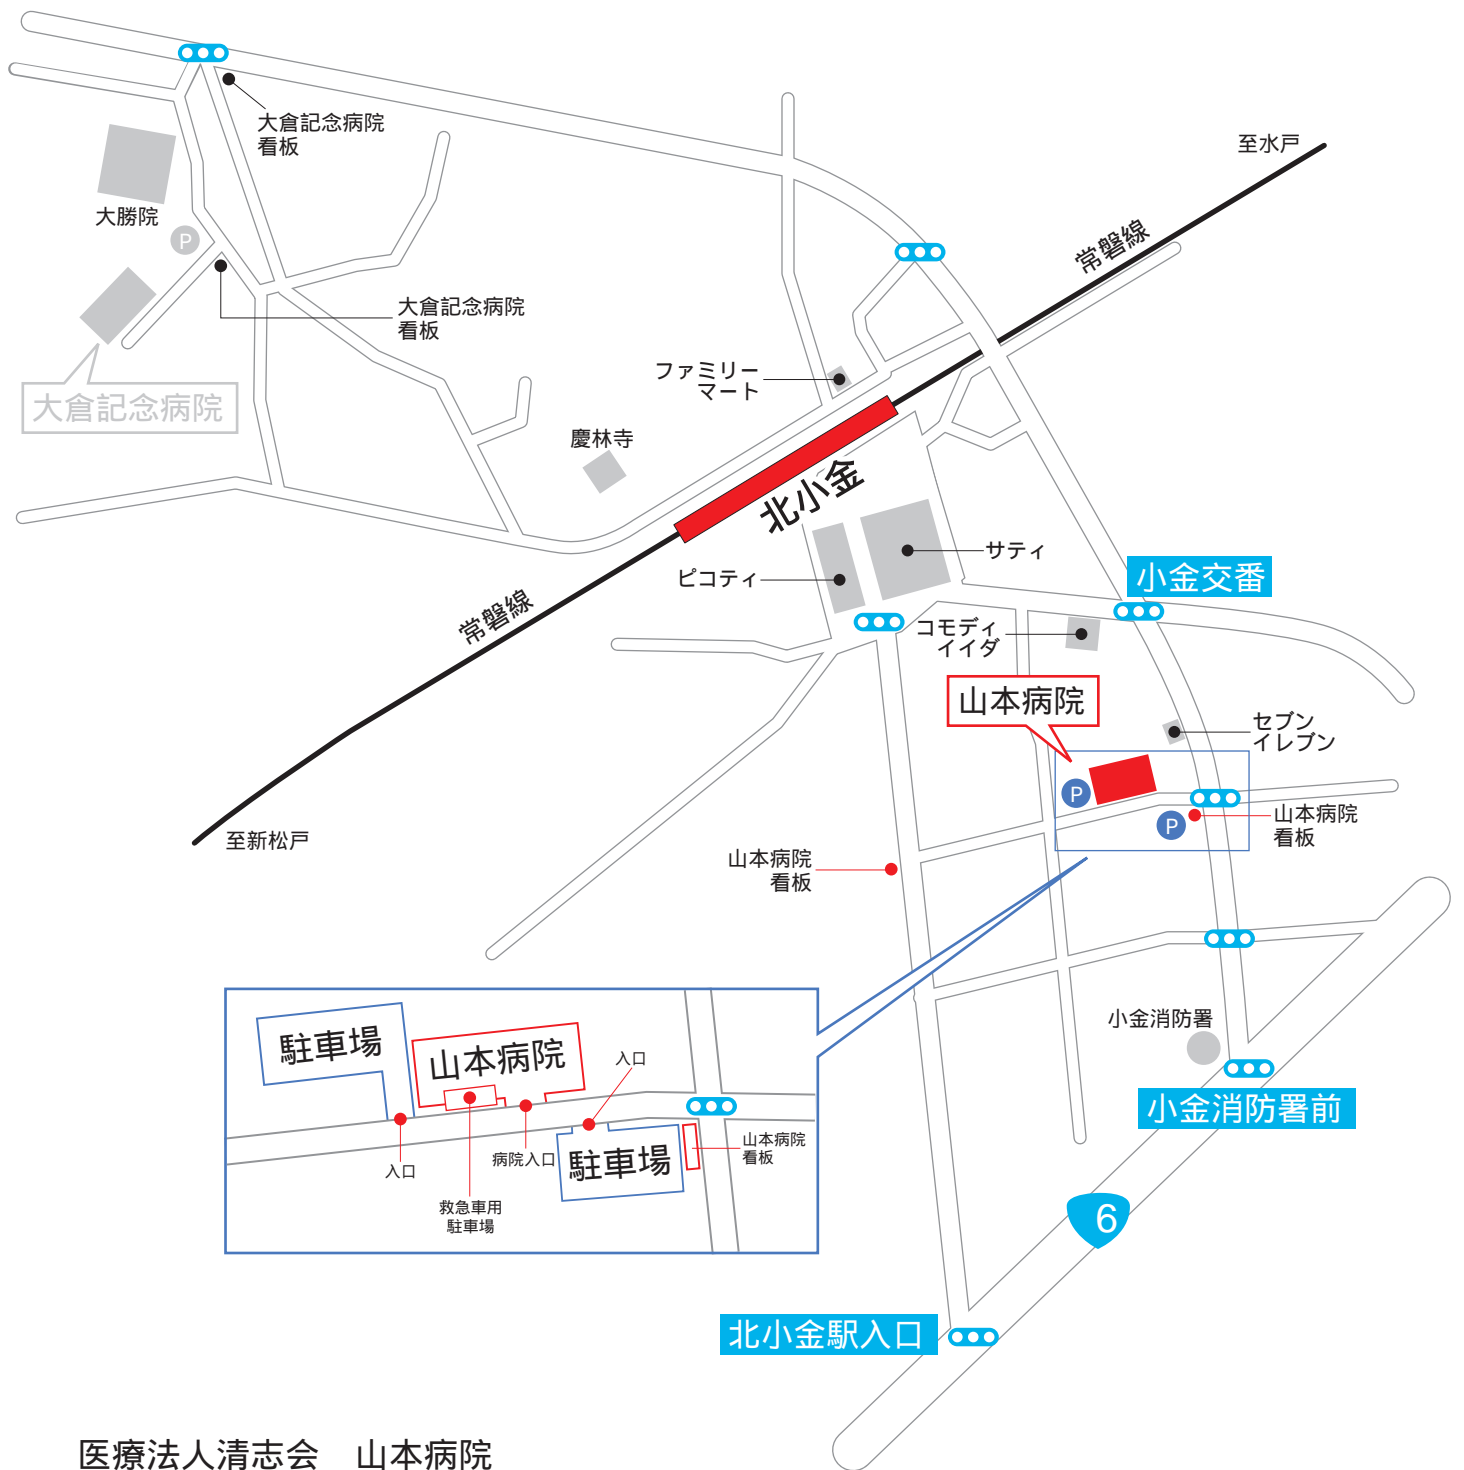 大倉記念病院
看板
至水戸
大勝院
P
常磐線
大倉記念病院
看板
大倉記念病院
ファミリー
マート
慶林寺
北小金
サティ
ピコティ
小金交番
常磐線
コモディ
イイダ
山本病院
セブン
イレブン
P
P
山本病院
看板
至新松戸
山本病院
看板
小金消防署
小金消防署前
駐車場
山本病院
入口
入口
病院入口
駐車場
山本病院
看板
救急車用
駐車場
6
北小金駅入口
医療法人清志会　山本病院